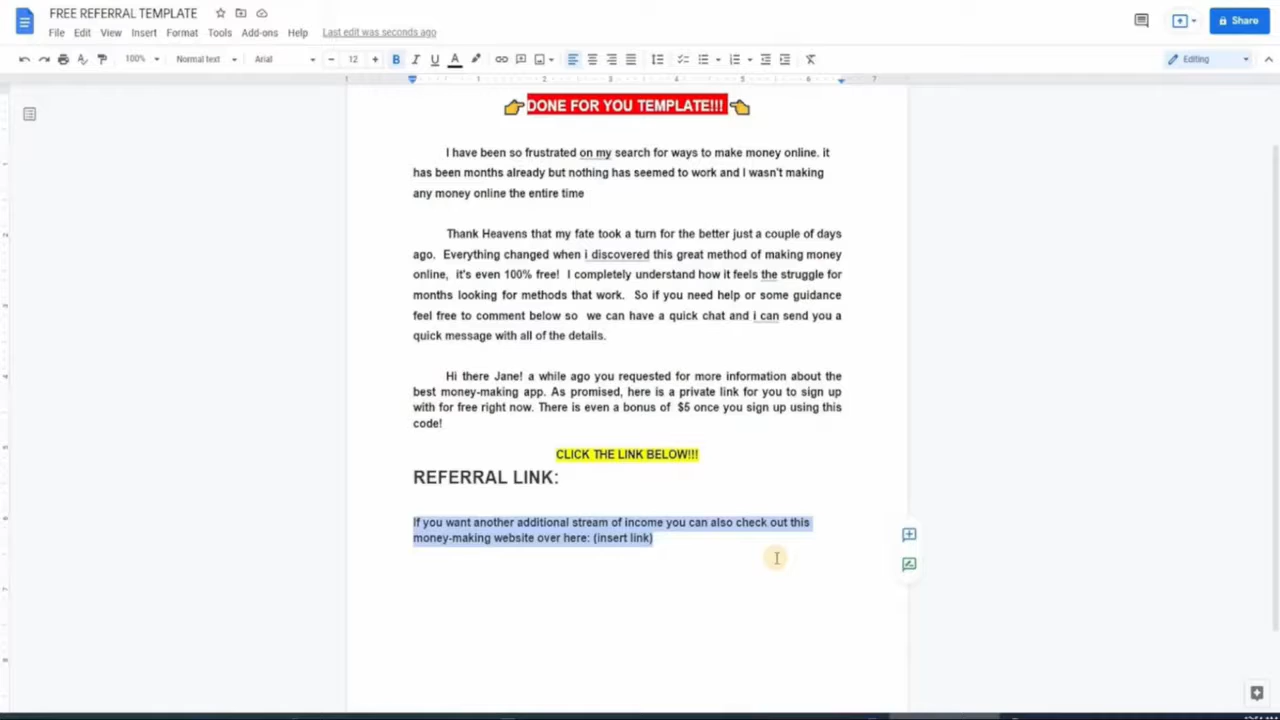 FREE REFERRAL TEMPLATE
File Edit View Insert Format Tools Add-ons Help Last edit was seconds ago
Share
100% Normal text Arial 12 B I U A Editing
1 1 2 3 4 5 6 7
👉DONE FOR YOU TEMPLATE!!! 👈
I have been so frustrated on my search for ways to make money online. it
has been months already but nothing has seemed to work and I wasn't making
any money online the entire time
Thank Heavens that my fate took a turn for the better just a couple of days
ago. Everything changed when i discovered this great method of making money
online, it's even 100% free! I completely understand how it feels the struggle for
months looking for methods that work. So if you need help or some guidance
feel free to comment below so we can have a quick chat and i can send you a
quick message with all of the details.
Hi there Jane! a while ago you requested for more information about the
best money-making app. As promised, here is a private link for you to sign up
with for free right now. There is even a bonus of $5 once you sign up using this
code!
CLICK THE LINK BELOW!!!
REFERRAL LINK:
If you want another additional stream of income you can also check out this
money-making website over here: (insert link)